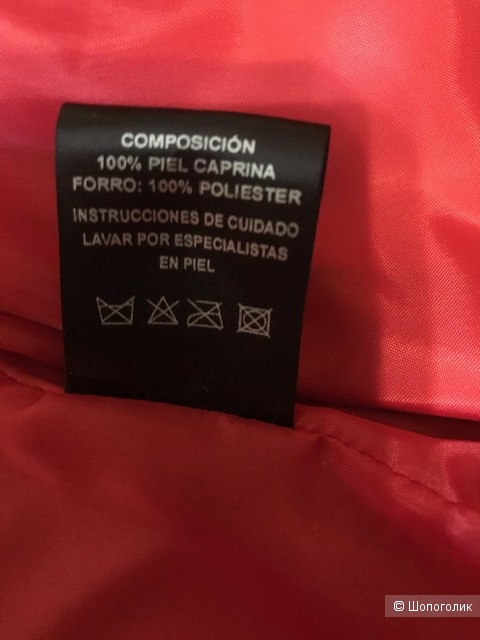 COMPOSICIÓN
100% PIEL CAPRINA
FORRO: 100% POLIESTER
INSTRUCCIONES DE CUIDADO
LAVAR POR ESPECIALISTAS
EN PIEL
© Шопоголик